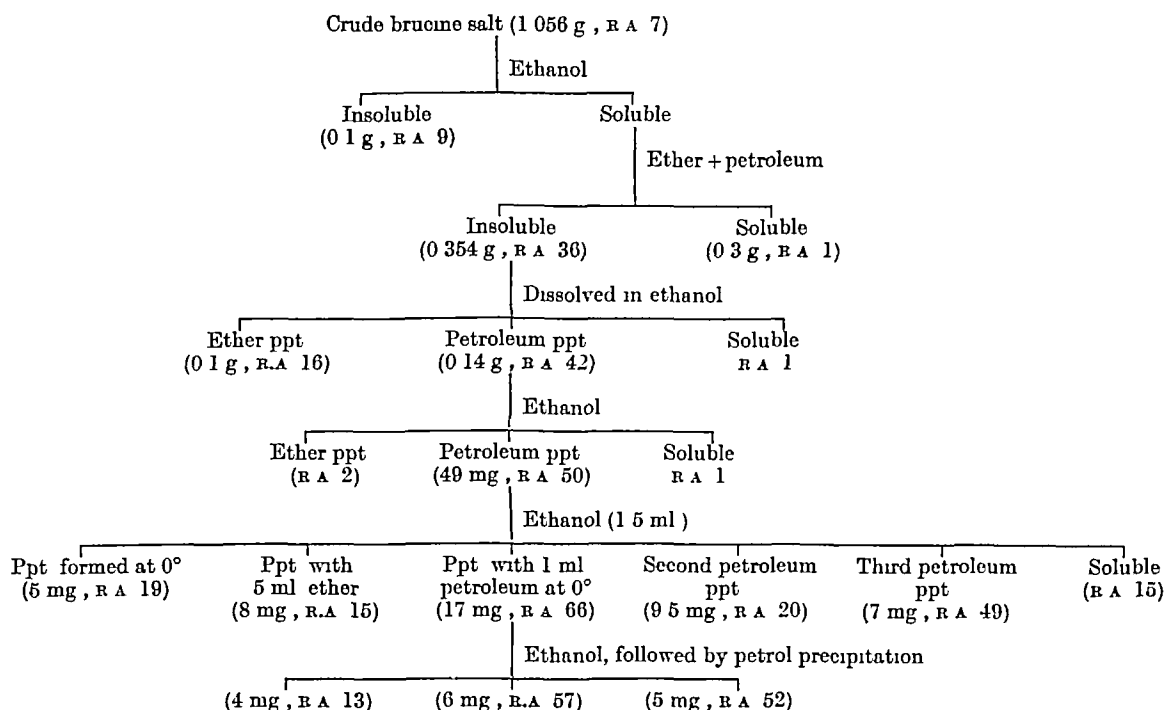 Crude brucine salt (1 056 g , R A 7)
Ethanol
Insoluble
(0 1 g , R A 9)
Soluble
Ether + petroleum
Insoluble
(0 354 g , R A 36)
Soluble
(0 3 g , R A 1)
Dissolved in ethanol
Ether ppt
(0 1 g , R.A 16)
Petroleum ppt
(0 14 g , R A 42)
Soluble
R A 1
Ethanol
Ether ppt
(R A 2)
Petroleum ppt
(49 mg , R A 50)
Soluble
R A 1
Ethanol (1 5 ml )
Ppt formed at 0°
(5 mg , R A 19)
Ppt with
5 ml ether
(8 mg , R.A 15)
Ppt with 1 ml
petroleum at 0°
(17 mg , R A 66)
Second petroleum
ppt
(9 5 mg , R A 20)
Third petroleum
ppt
(7 mg , R A 49)
Soluble
(R A 15)
Ethanol, followed by petrol precipitation
(4 mg , R A 13)
(6 mg , R.A 57)
(5 mg , R A 52)